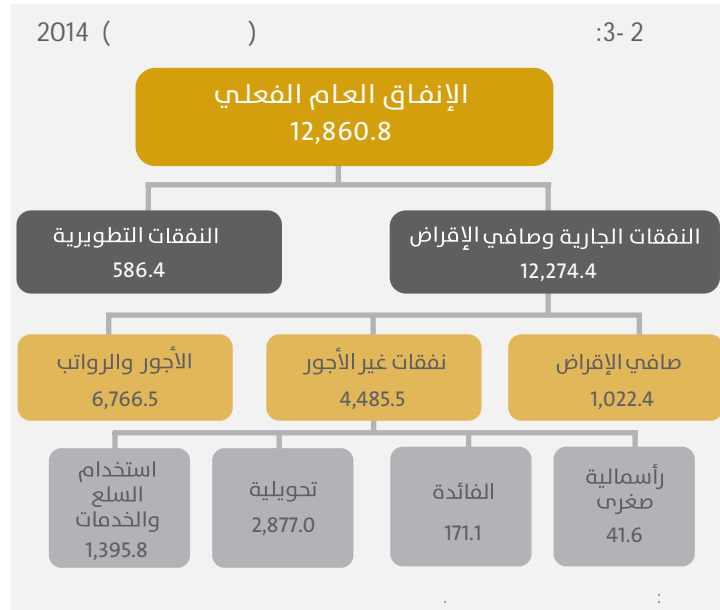 2014 ( ) :3- 2
الإنفاق العام الفعلي
12,860.8
النفقات الجارية وصافي الإقراض
12,274.4
النفقات التطويرية
586.4
صافي الإقراض
1,022.4
نفقات غير الأجور
4,485.5
الأجور والرواتب
6,766.5
رأسمالية
صغرى
41.6
الفائدة
171.1
تحويلية
2,877.0
استخدام
السلع
والخدمات
1,395.8
: .